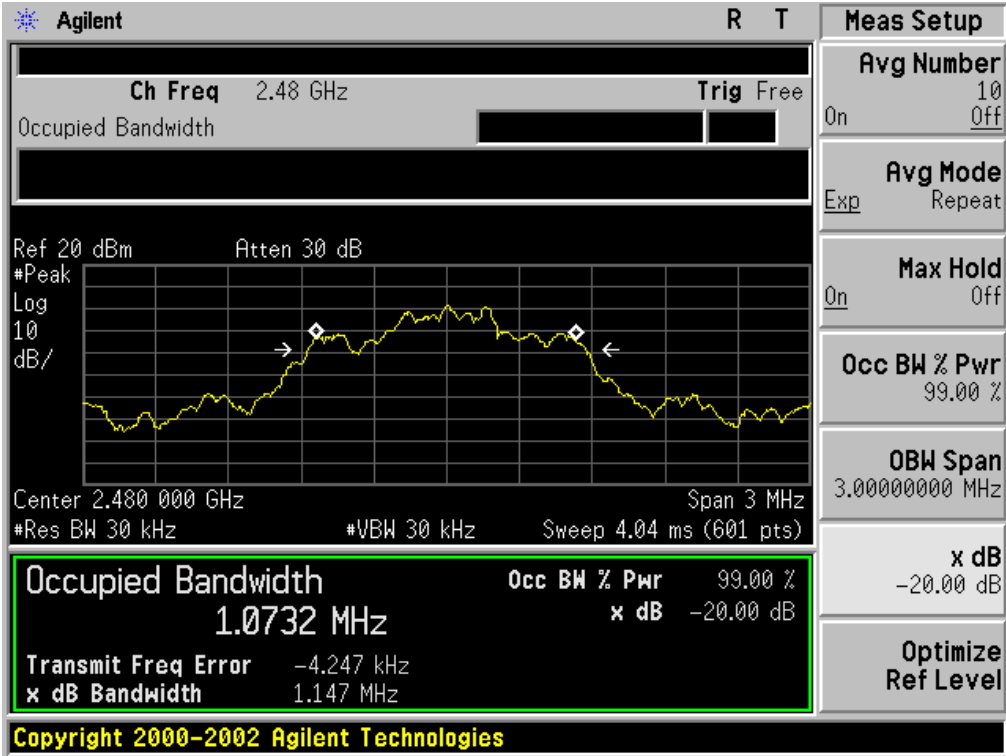 Agilent R T
Ch Freq 2.48 GHz Trig Free
Occupied Bandwidth
Ref 20 dBm Atten 30 dB
#Peak
Log
10
dB/
Center 2.480 000 GHz Span 3 MHz
#Res BW 30 kHz #VBW 30 kHz Sweep 4.04 ms (601 pts)
Occupied Bandwidth Occ BW % Pwr 99.00 %
1.0732 MHz x dB -20.00 dB
Transmit Freq Error -4.247 kHz
x dB Bandwidth 1.147 MHz
Copyright 2000-2002 Agilent Technologies
Meas Setup
Avg Number
10
On Off
Avg Mode
Exp Repeat
Max Hold
On Off
Occ BW % Pwr
99.00 %
OBW Span
3.00000000 MHz
x dB
-20.00 dB
Optimize
Ref Level